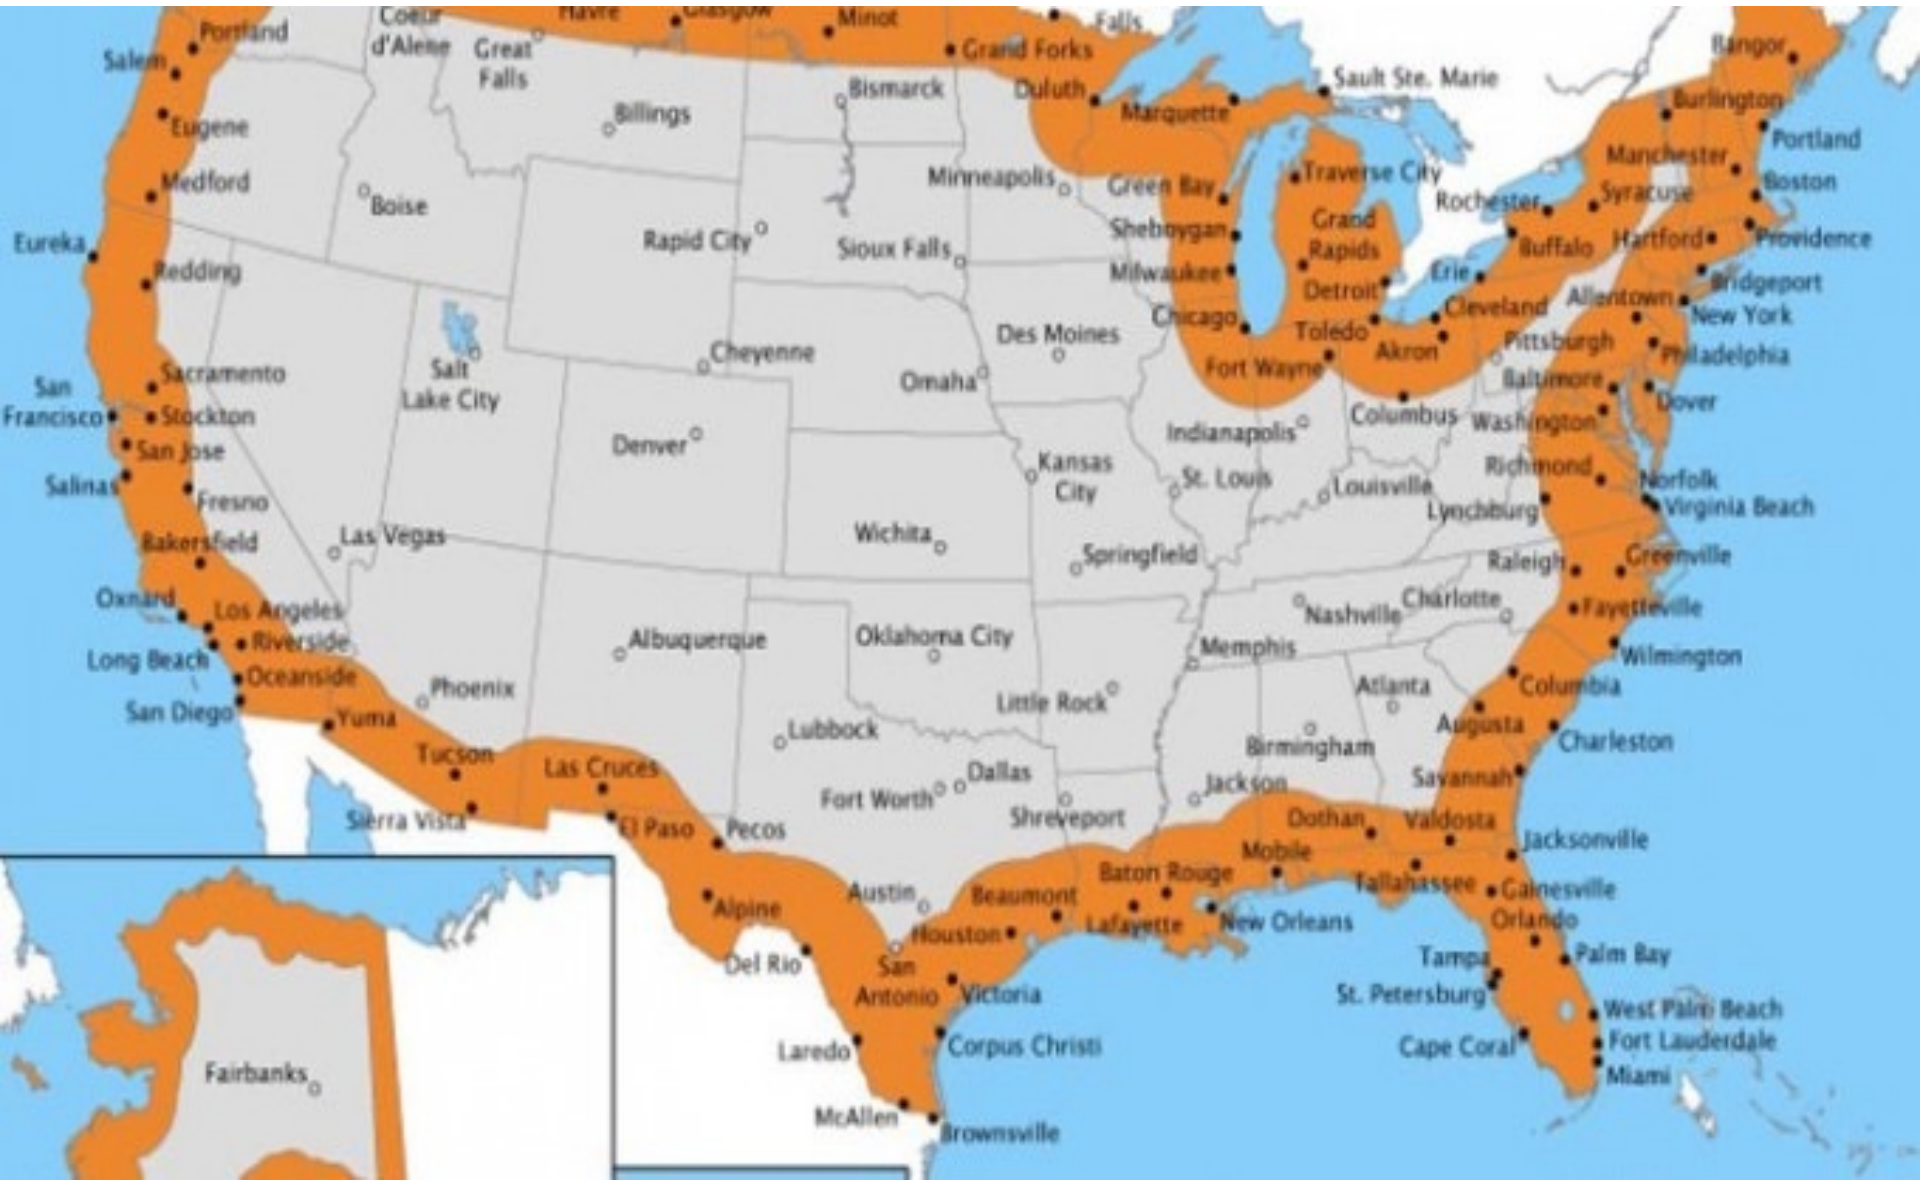 Havre
Glasgow
Minot
Grand Forks
Falls
Coeur
d'Alene
Great
Falls
Portland
Salem
Eugene
Medford
Boise
Billings
Bismarck
Duluth
Marquette
Sault Ste. Marie
Bangor
Burlington
Portland
Manchester
Boston
Minneapolis
Green Bay
Traverse City
Rochester
Syracuse
Eureka
Redding
Rapid City
Sioux Falls
Sheboygan
Grand
Rapids
Buffalo
Hartford
Providence
Milwaukee
Detroit
Erie
Bridgeport
Allentown
New York
Chicago
Toledo
Cleveland
Des Moines
Fort Wayne
Akron
Pittsburgh
Philadelphia
Salt
Lake City
Cheyenne
Omaha
Baltimore
Dover
San
Francisco
Sacramento
Stockton
San Jose
Salinas
Fresno
Denver
Indianapolis
Columbus
Washington
Kansas
City
St. Louis
Louisville
Richmond
Norfolk
Lynchburg
Virginia Beach
Bakersfield
Las Vegas
Wichita
Springfield
Raleigh
Greenville
Oxnard
Los Angeles
Riverside
Long Beach
Oceanside
San Diego
Albuquerque
Oklahoma City
Nashville
Charlotte
Fayetteville
Memphis
Wilmington
Phoenix
Yuma
Little Rock
Atlanta
Columbia
Augusta
Charleston
Tucson
Las Cruces
Lubbock
Birmingham
Fort Worth
Dallas
Jackson
Savannah
Sierra Vista
El Paso
Pecos
Shreveport
Dothan
Valdosta
Jacksonville
Mobile
Austin
Beaumont
Baton Rouge
Tallahassee
Gainesville
Alpine
Houston
Lafayette
New Orleans
Orlando
Del Rio
San
Antonio
Victoria
Tampa
Palm Bay
St. Petersburg
West Palm Beach
Laredo
Corpus Christi
Cape Coral
Fort Lauderdale
Miami
Fairbanks
McAllen
Brownsville